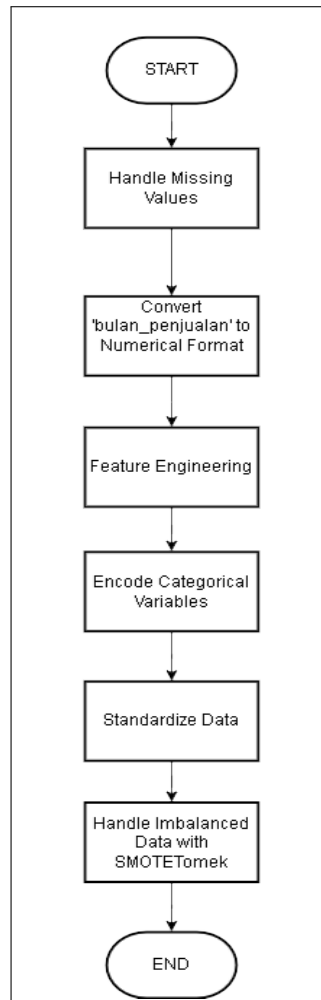 START
Handle Missing
Values
Convert
'bulan_penjualan' to
Numerical Format
Feature Engineering
Encode Categorical
Variables
Standardize Data
Handle Imbalanced
Data with
SMOTETomek
END